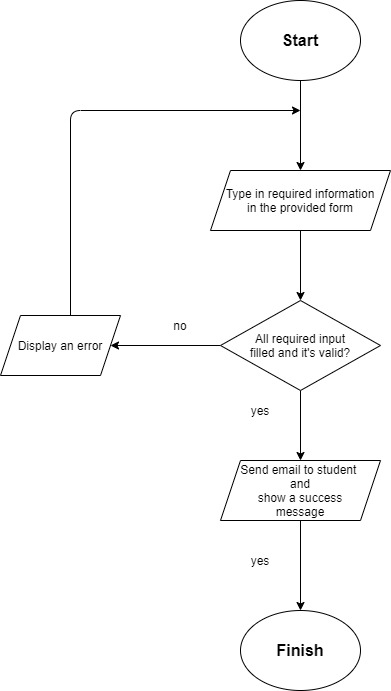 Start
Type in required information
in the provided form
All required input
filled and it's valid?
no
Display an error
yes
Send email to student
and
show a success
message
yes
Finish